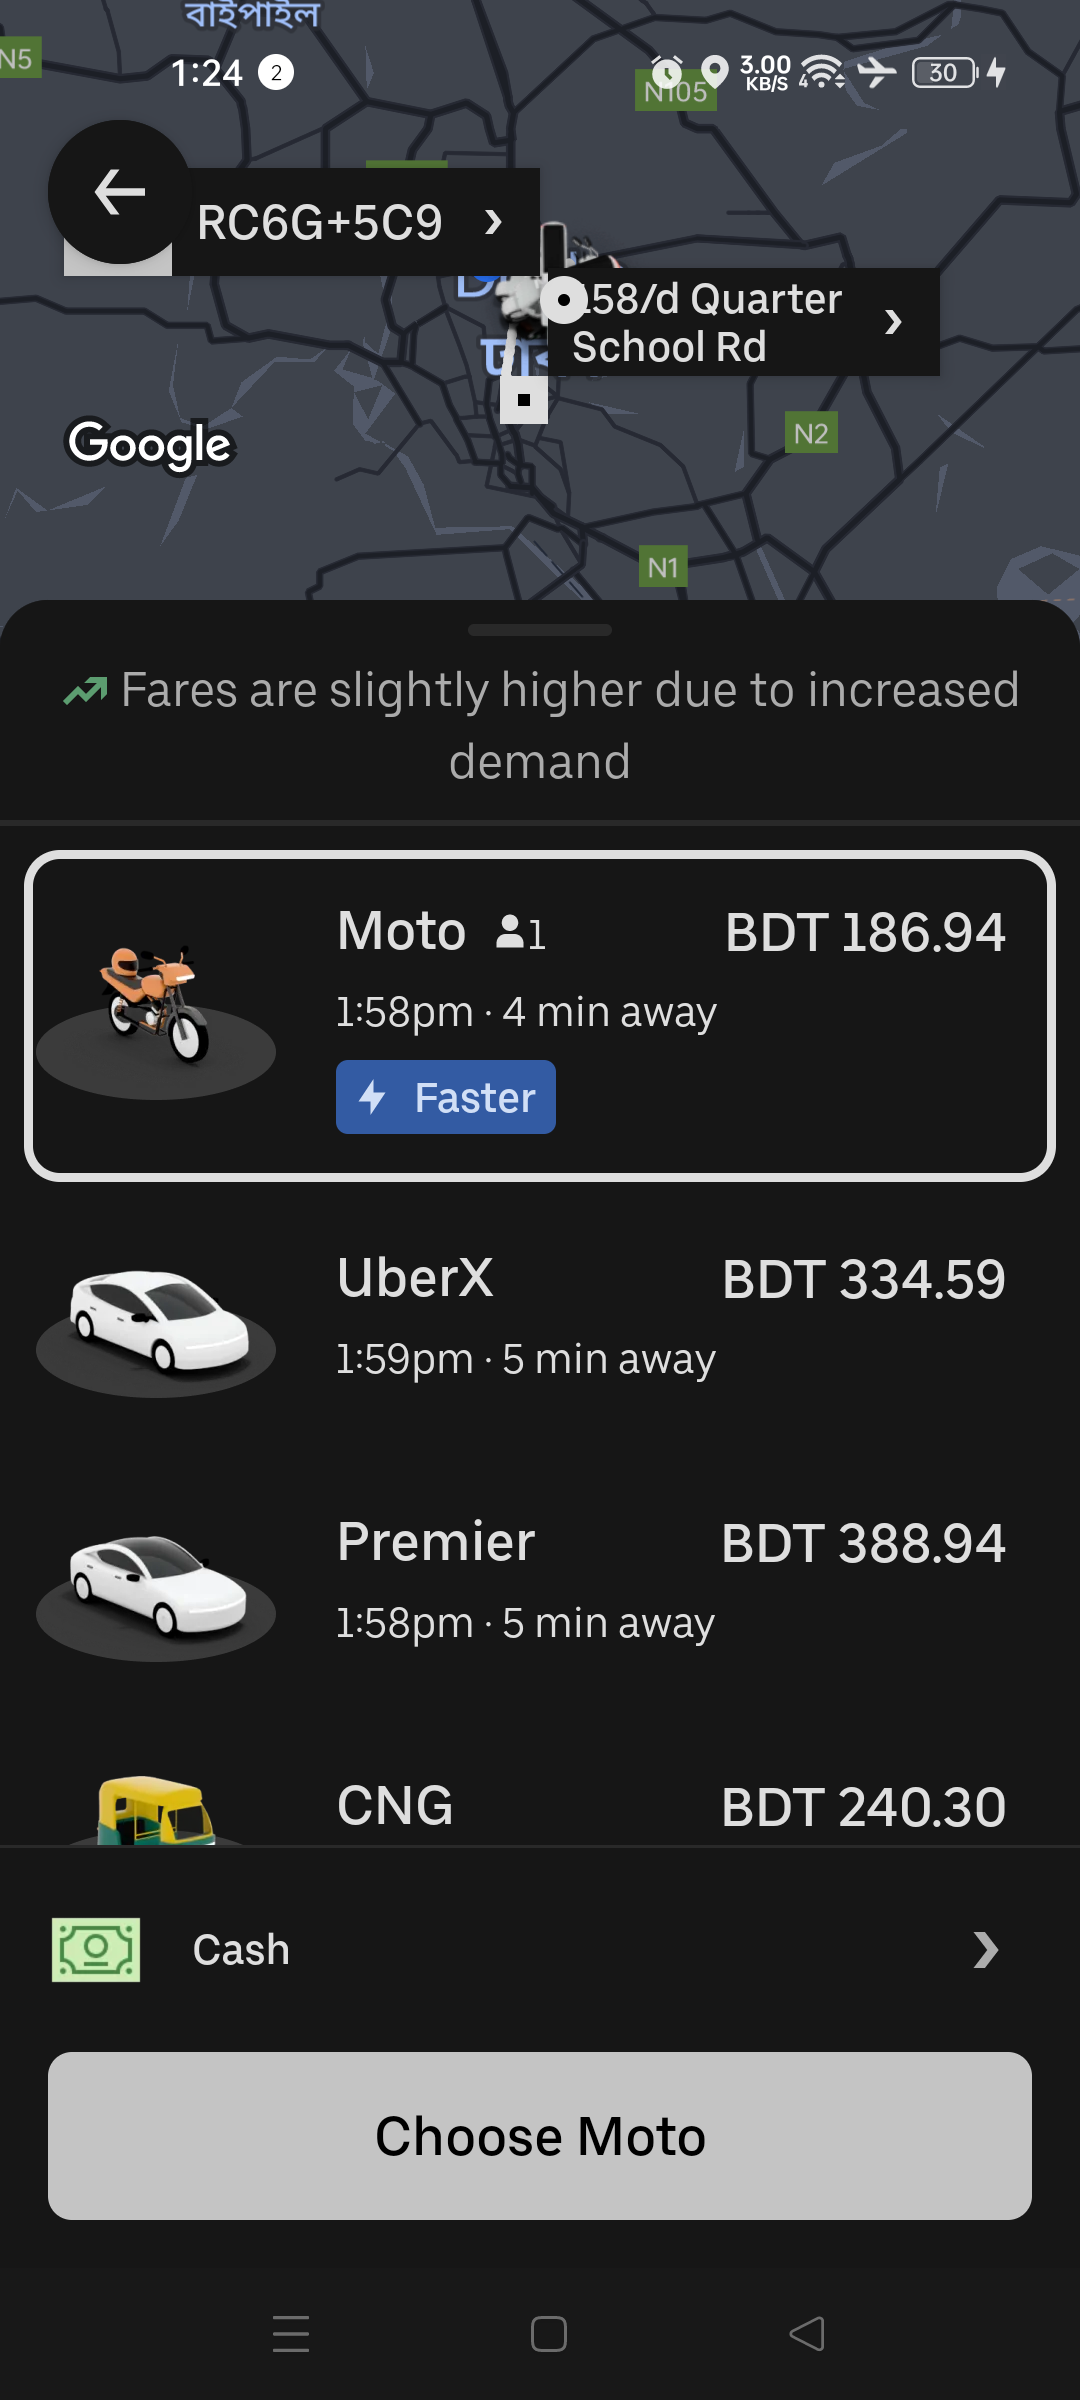 বাইপাইল
N5
1:24 2
3.00
KB/S
4
30
N105
RC6G+5C9
158/d Quarter
School Rd
Google
N2
N1
Fares are slightly higher due to increased
demand
Moto 1 BDT 186.94
1:58pm · 4 min away
Faster
UberX BDT 334.59
1:59pm · 5 min away
Premier BDT 388.94
1:58pm · 5 min away
CNG BDT 240.30
Cash
Choose Moto